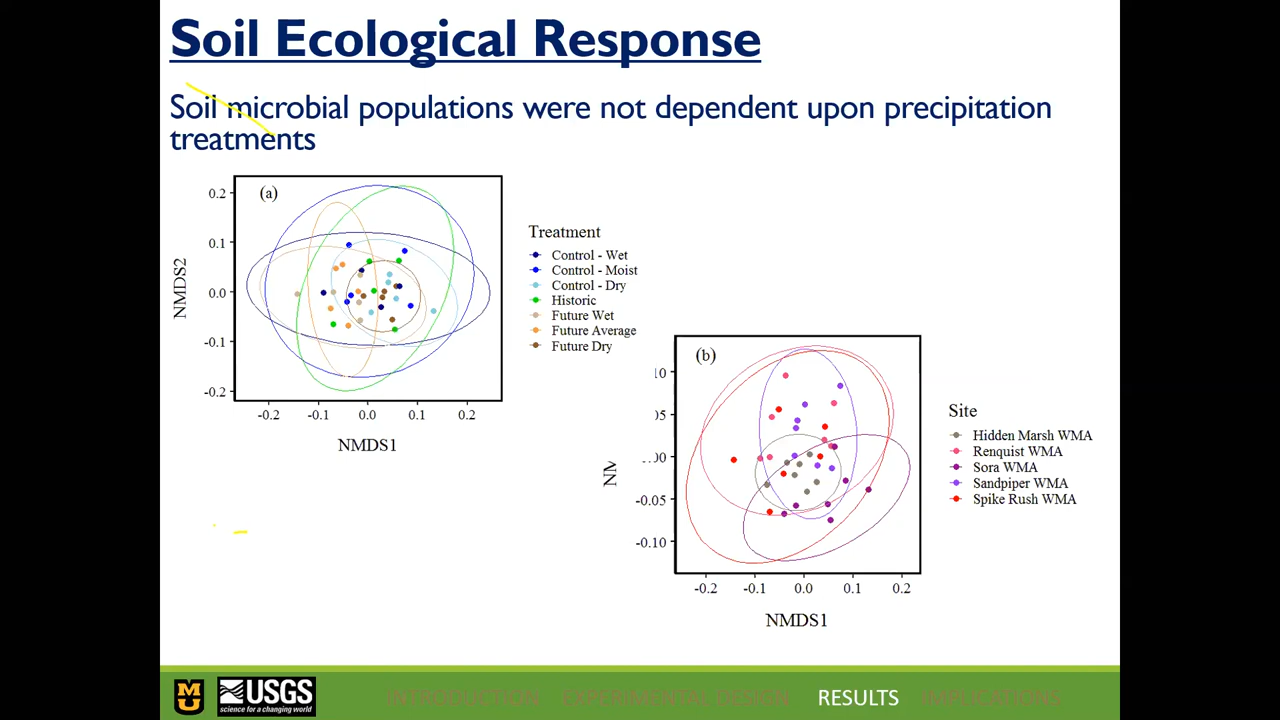 Soil Ecological Response
Soil microbial populations were not dependent upon precipitation
treatments
(a)
0.2
0.1
0.0
-0.1
-0.2
NMDS2
-0.2 -0.1 0.0 0.1 0.2
NMDS1
Treatment
Control - Wet
Control - Moist
Control - Dry
Historic
Future Wet
Future Average
Future Dry
(b)
-0.05
-0.10
-0.2 -0.1 0.0 0.1 0.2
NMDS1
Site
Hidden Marsh WMA
Renquist WMA
Sora WMA
Sandpiper WMA
Spike Rush WMA
MU
USGS
science for a changing world
INTRODUCTION EXPERIMENTAL DESIGN RESULTS IMPLICATIONS